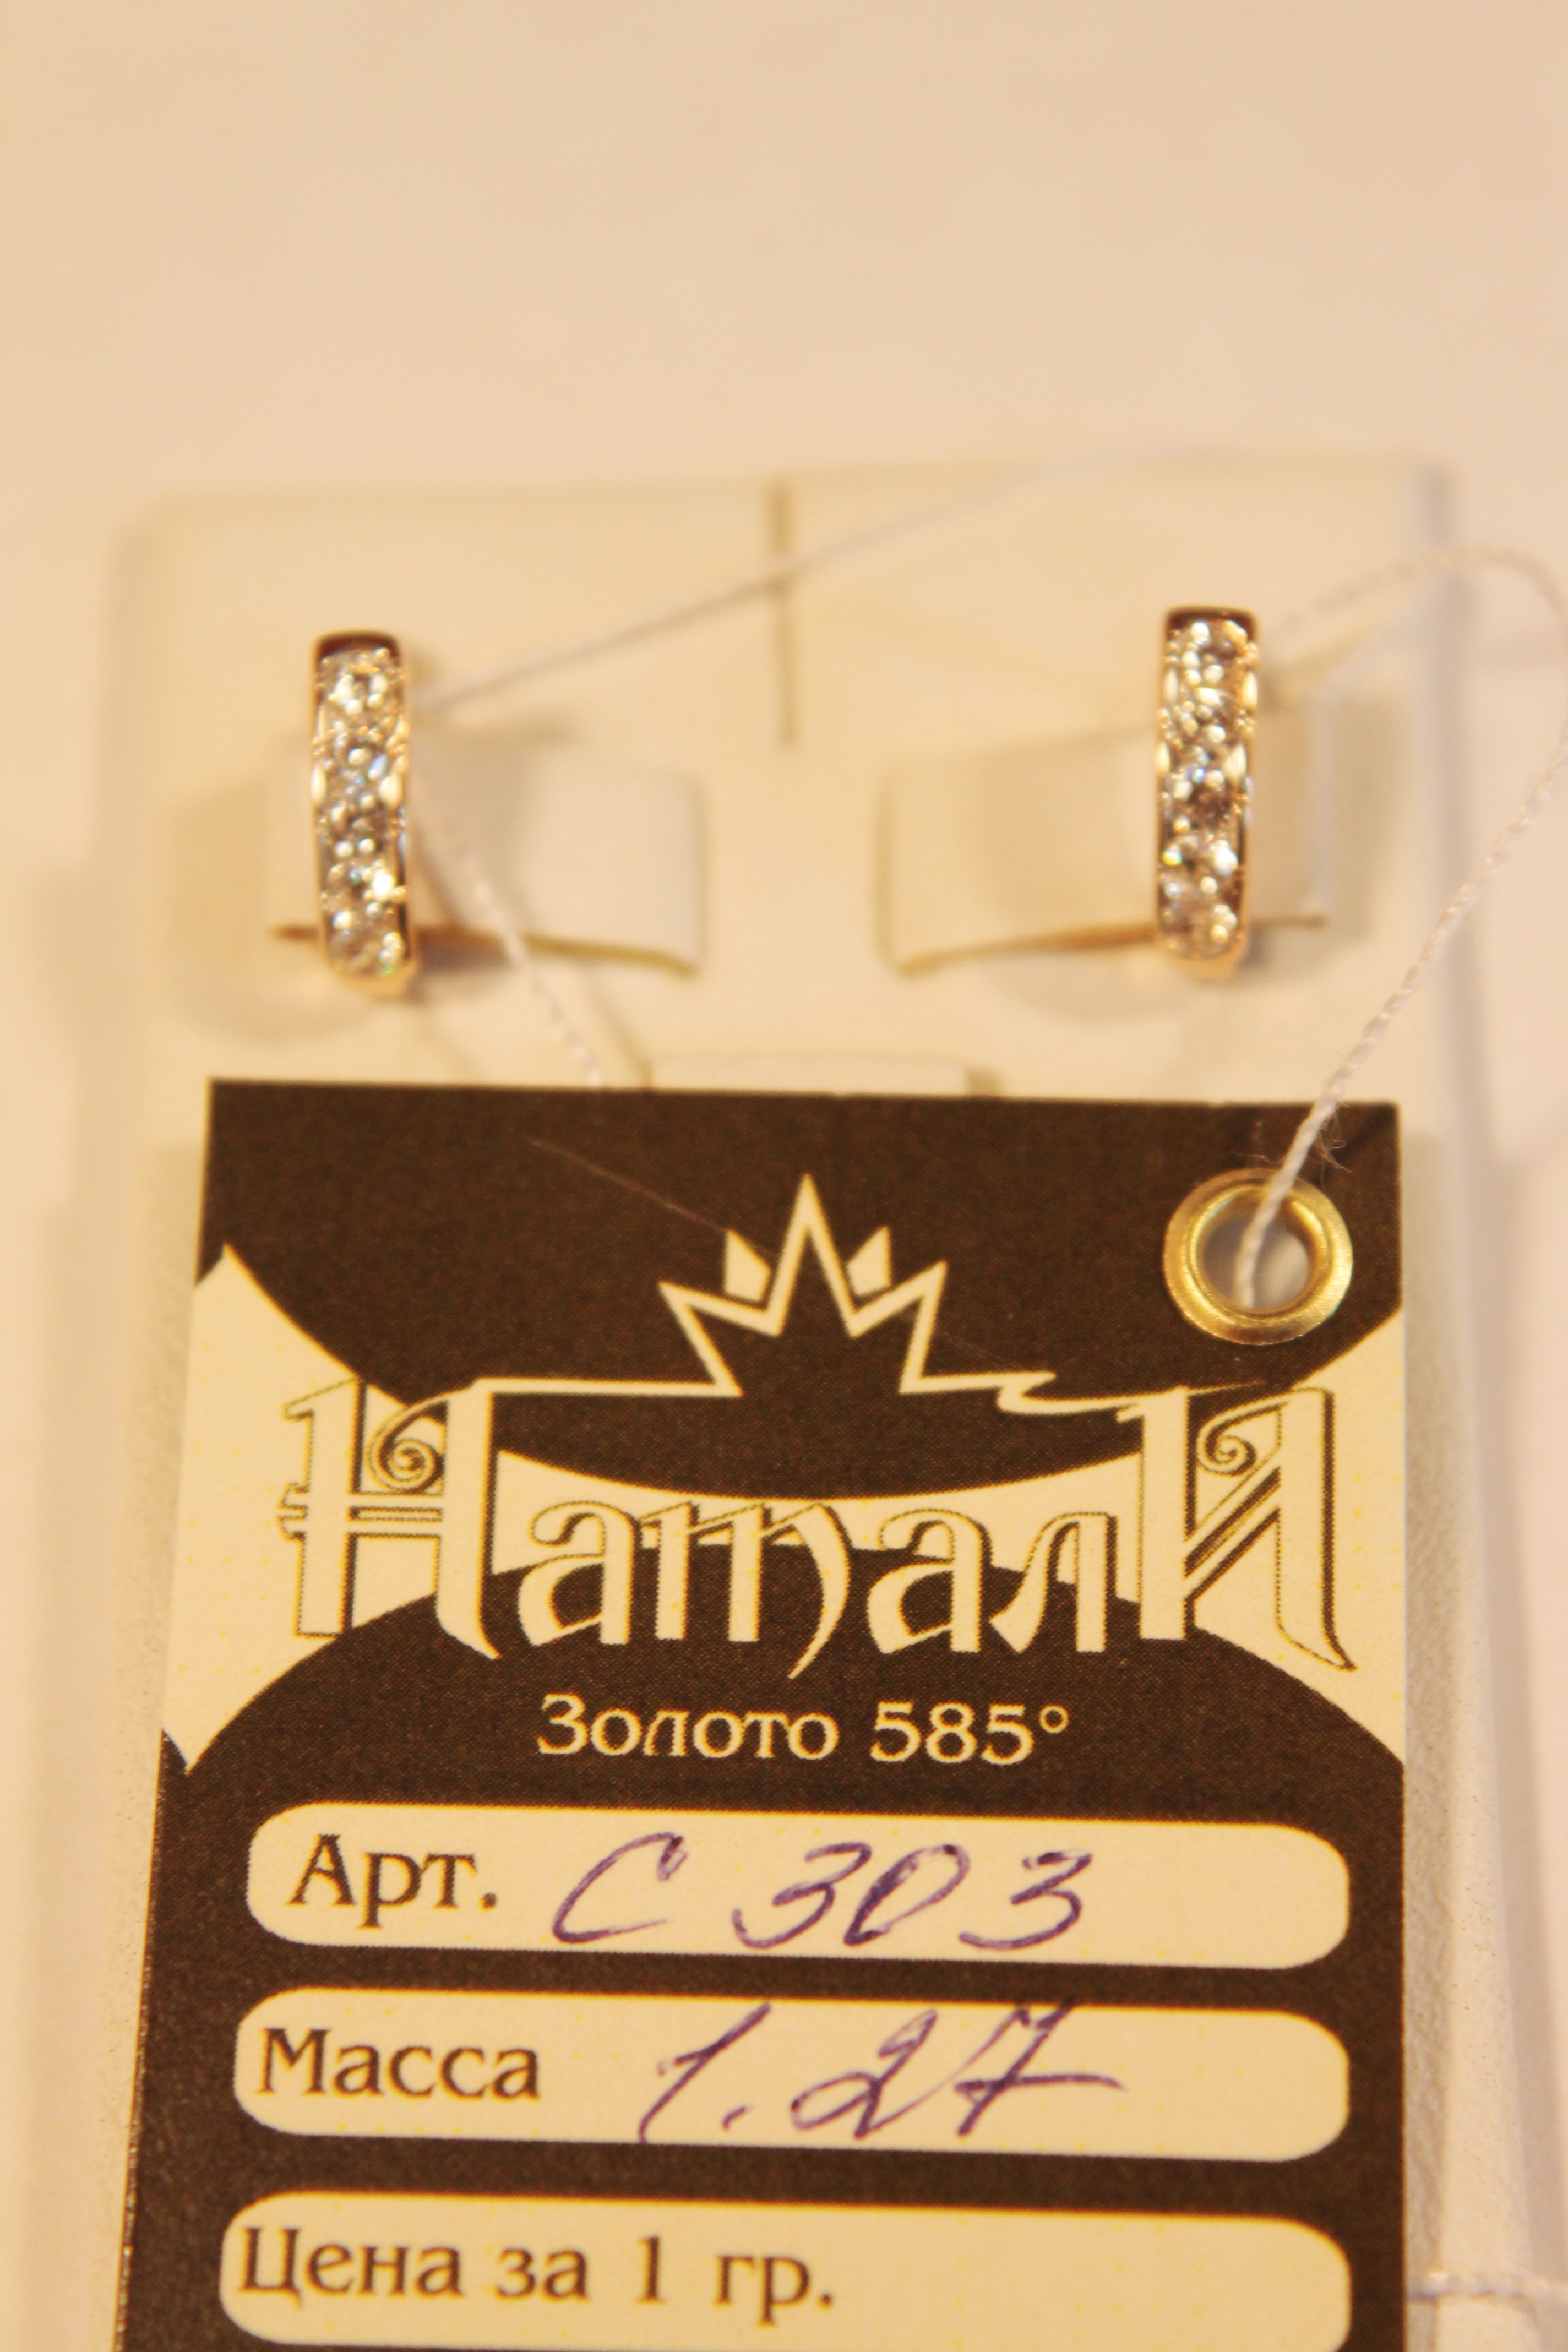 Натали
Золото 585°
Арт. С 303
Масса 1.27
Цена за 1 гр.